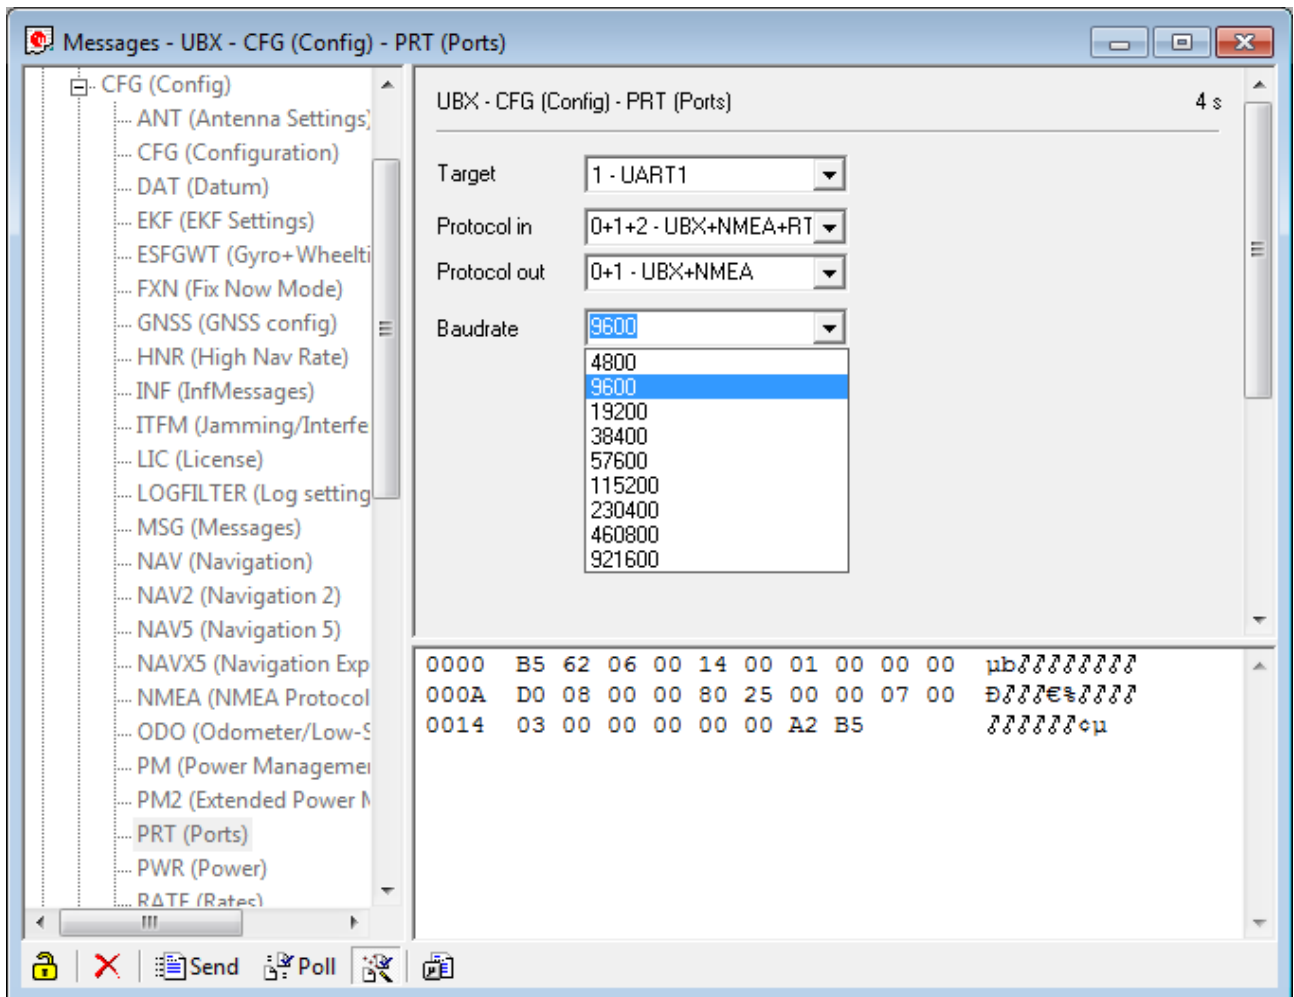 Messages - UBX - CFG (Config) - PRT (Ports)
CFG (Config)
ANT (Antenna Settings)
CFG (Configuration)
DAT (Datum)
EKF (EKF Settings)
ESFGWT (Gyro+Wheelti
FXN (Fix Now Mode)
GNSS (GNSS config)
HNR (High Nav Rate)
INF (InfMessages)
ITFM (Jamming/Interfe
LIC (License)
LOGFILTER (Log setting
MSG (Messages)
NAV (Navigation)
NAV2 (Navigation 2)
NAV5 (Navigation 5)
NAVX5 (Navigation Exp
NMEA (NMEA Protocol
ODO (Odometer/Low-S
PM (Power Managemen
PM2 (Extended Power M
PRT (Ports)
PWR (Power)
RATE (Rates)
UBX - CFG (Config) - PRT (Ports) 4 s
Target 1 - UART1
Protocol in 0+1+2 - UBX+NMEA+RT
Protocol out 0+1 - UBX+NMEA
Baudrate 9600
4800
9600
19200
38400
57600
115200
230400
460800
921600
0000 B5 62 06 00 14 00 01 00 00 00 µb
000A D0 08 00 00 80 25 00 00 07 00 Ð €%
0014 03 00 00 00 00 00 A2 B5 ¢µ
Send Poll